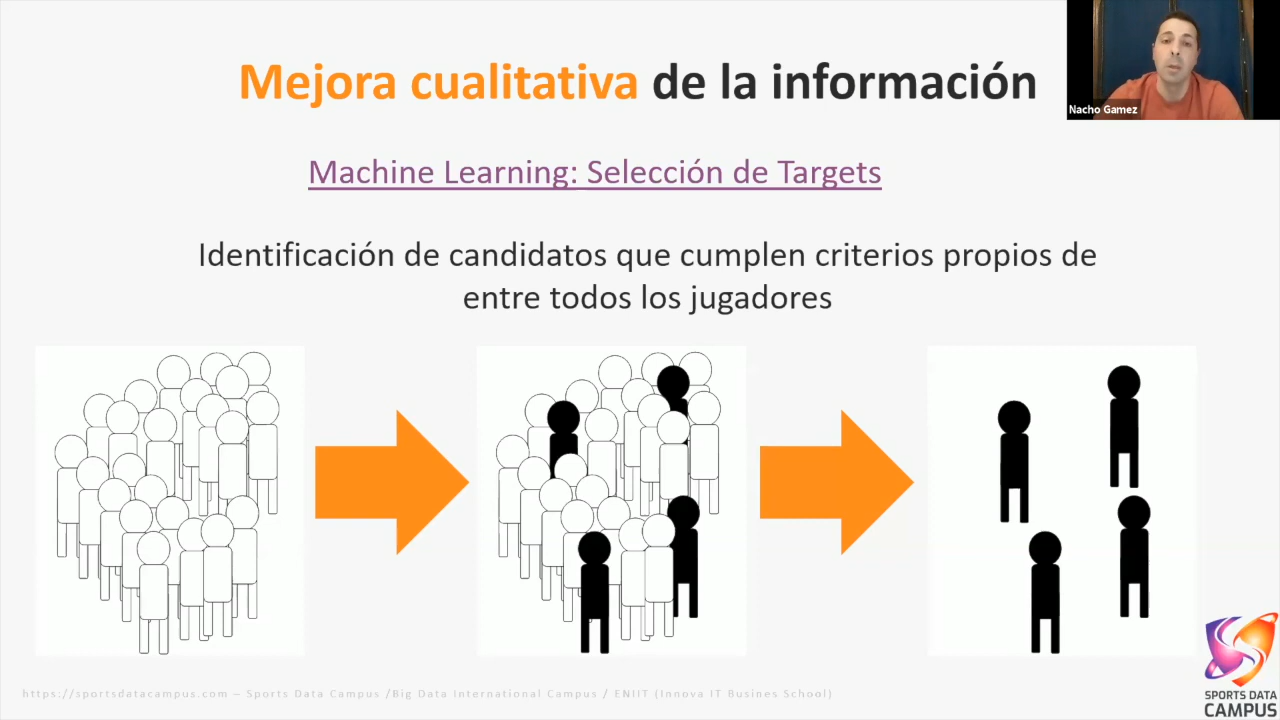 Mejora cualitativa de la información
Nacho Gamez
Machine Learning: Selección de Targets
Identificación de candidatos que cumplen criterios propios de
entre todos los jugadores
https://sportsdatacampus.com – Sports Data Campus /Big Data International Campus / ENIIT (Innova IT Busines School)
SPORTS DATA
CAMPUS